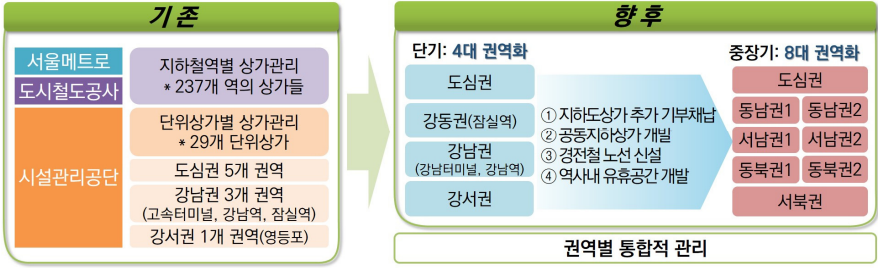 기존
서울메트로
도시철도공사
지하철역별 상가관리
* 237개 역의 상가들
시설관리공단
단위상가별 상가관리
* 29개 단위상가
도심권 5개 권역
강남권 3개 권역
(고속터미널, 강남역, 잠실역)
강서권 1개 권역(영등포)
향후
단기: 4대 권역화
도심권
강동권(잠실역)
강남권
(강남터미널, 강남역)
강서권
① 지하도상가 추가 기부채납
② 공동지하상가 개발
③ 경전철 노선 신설
④ 역사내 유휴공간 개발
중장기: 8대 권역화
도심권
동남권1 동남권2
서남권1 서남권2
동북권1 동북권2
서북권
권역별 통합적 관리